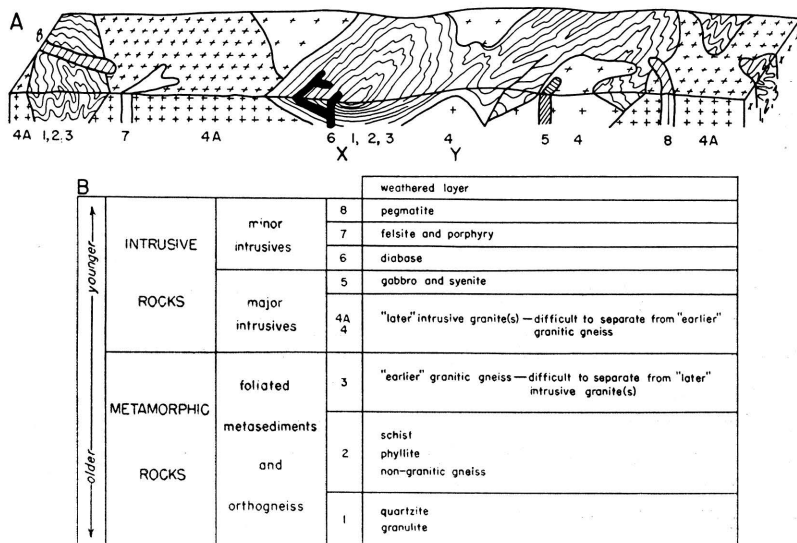 A
8
4A 1,2,3 7 4A 6 1, 2, 3 4 5 4 8 4A
X Y
B
weathered layer
younger
older
INTRUSIVE
ROCKS
minor
intrusives
8 pegmatite
7 felsite and porphyry
6 diabase
major
intrusives
5 gabbro and syenite
4A
4
"later" intrusive granite(s) — difficult to separate from "earlier"
granitic gneiss
METAMORPHIC
ROCKS
foliated
metasediments
and
orthogneiss
3 "earlier" granitic gneiss — difficult to separate from "later"
intrusive granite(s)
2
schist
phyllite
non-granitic gneiss
1
quartzite
granulite